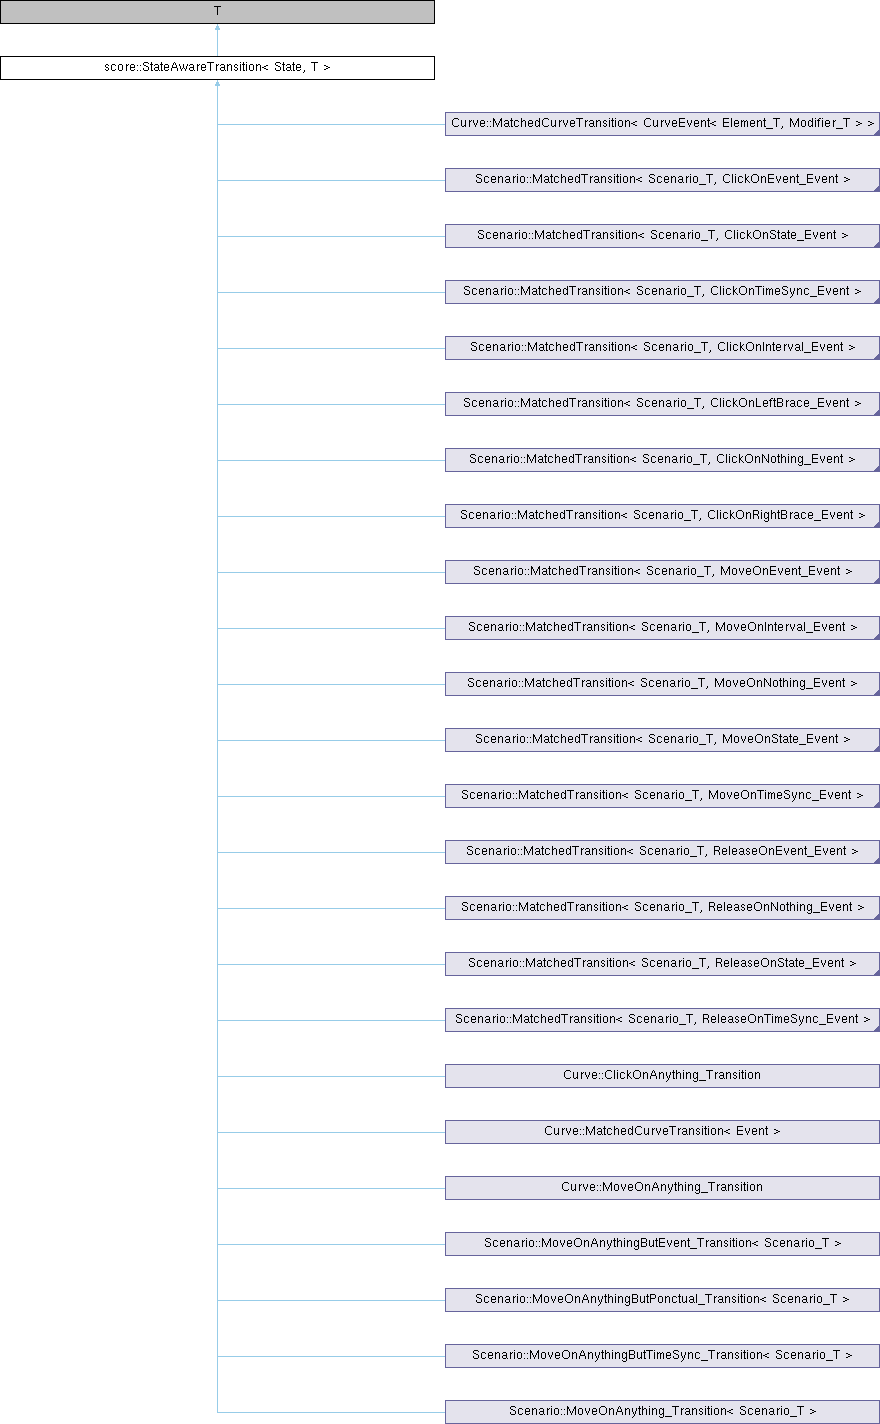 T
score::StateAwareTransition< State, T >
Curve::MatchedCurveTransition< CurveEvent< Element_T, Modifier_T > >
Scenario::MatchedTransition< Scenario_T, ClickOnEvent_Event >
Scenario::MatchedTransition< Scenario_T, ClickOnState_Event >
Scenario::MatchedTransition< Scenario_T, ClickOnTimeSync_Event >
Scenario::MatchedTransition< Scenario_T, ClickOnInterval_Event >
Scenario::MatchedTransition< Scenario_T, ClickOnLeftBrace_Event >
Scenario::MatchedTransition< Scenario_T, ClickOnNothing_Event >
Scenario::MatchedTransition< Scenario_T, ClickOnRightBrace_Event >
Scenario::MatchedTransition< Scenario_T, MoveOnEvent_Event >
Scenario::MatchedTransition< Scenario_T, MoveOnInterval_Event >
Scenario::MatchedTransition< Scenario_T, MoveOnNothing_Event >
Scenario::MatchedTransition< Scenario_T, MoveOnState_Event >
Scenario::MatchedTransition< Scenario_T, MoveOnTimeSync_Event >
Scenario::MatchedTransition< Scenario_T, ReleaseOnEvent_Event >
Scenario::MatchedTransition< Scenario_T, ReleaseOnNothing_Event >
Scenario::MatchedTransition< Scenario_T, ReleaseOnState_Event >
Scenario::MatchedTransition< Scenario_T, ReleaseOnTimeSync_Event >
Curve::ClickOnAnything_Transition
Curve::MatchedCurveTransition< Event >
Curve::MoveOnAnything_Transition
Scenario::MoveOnAnythingButEvent_Transition< Scenario_T >
Scenario::MoveOnAnythingButPonctual_Transition< Scenario_T >
Scenario::MoveOnAnythingButTimeSync_Transition< Scenario_T >
Scenario::MoveOnAnything_Transition< Scenario_T >